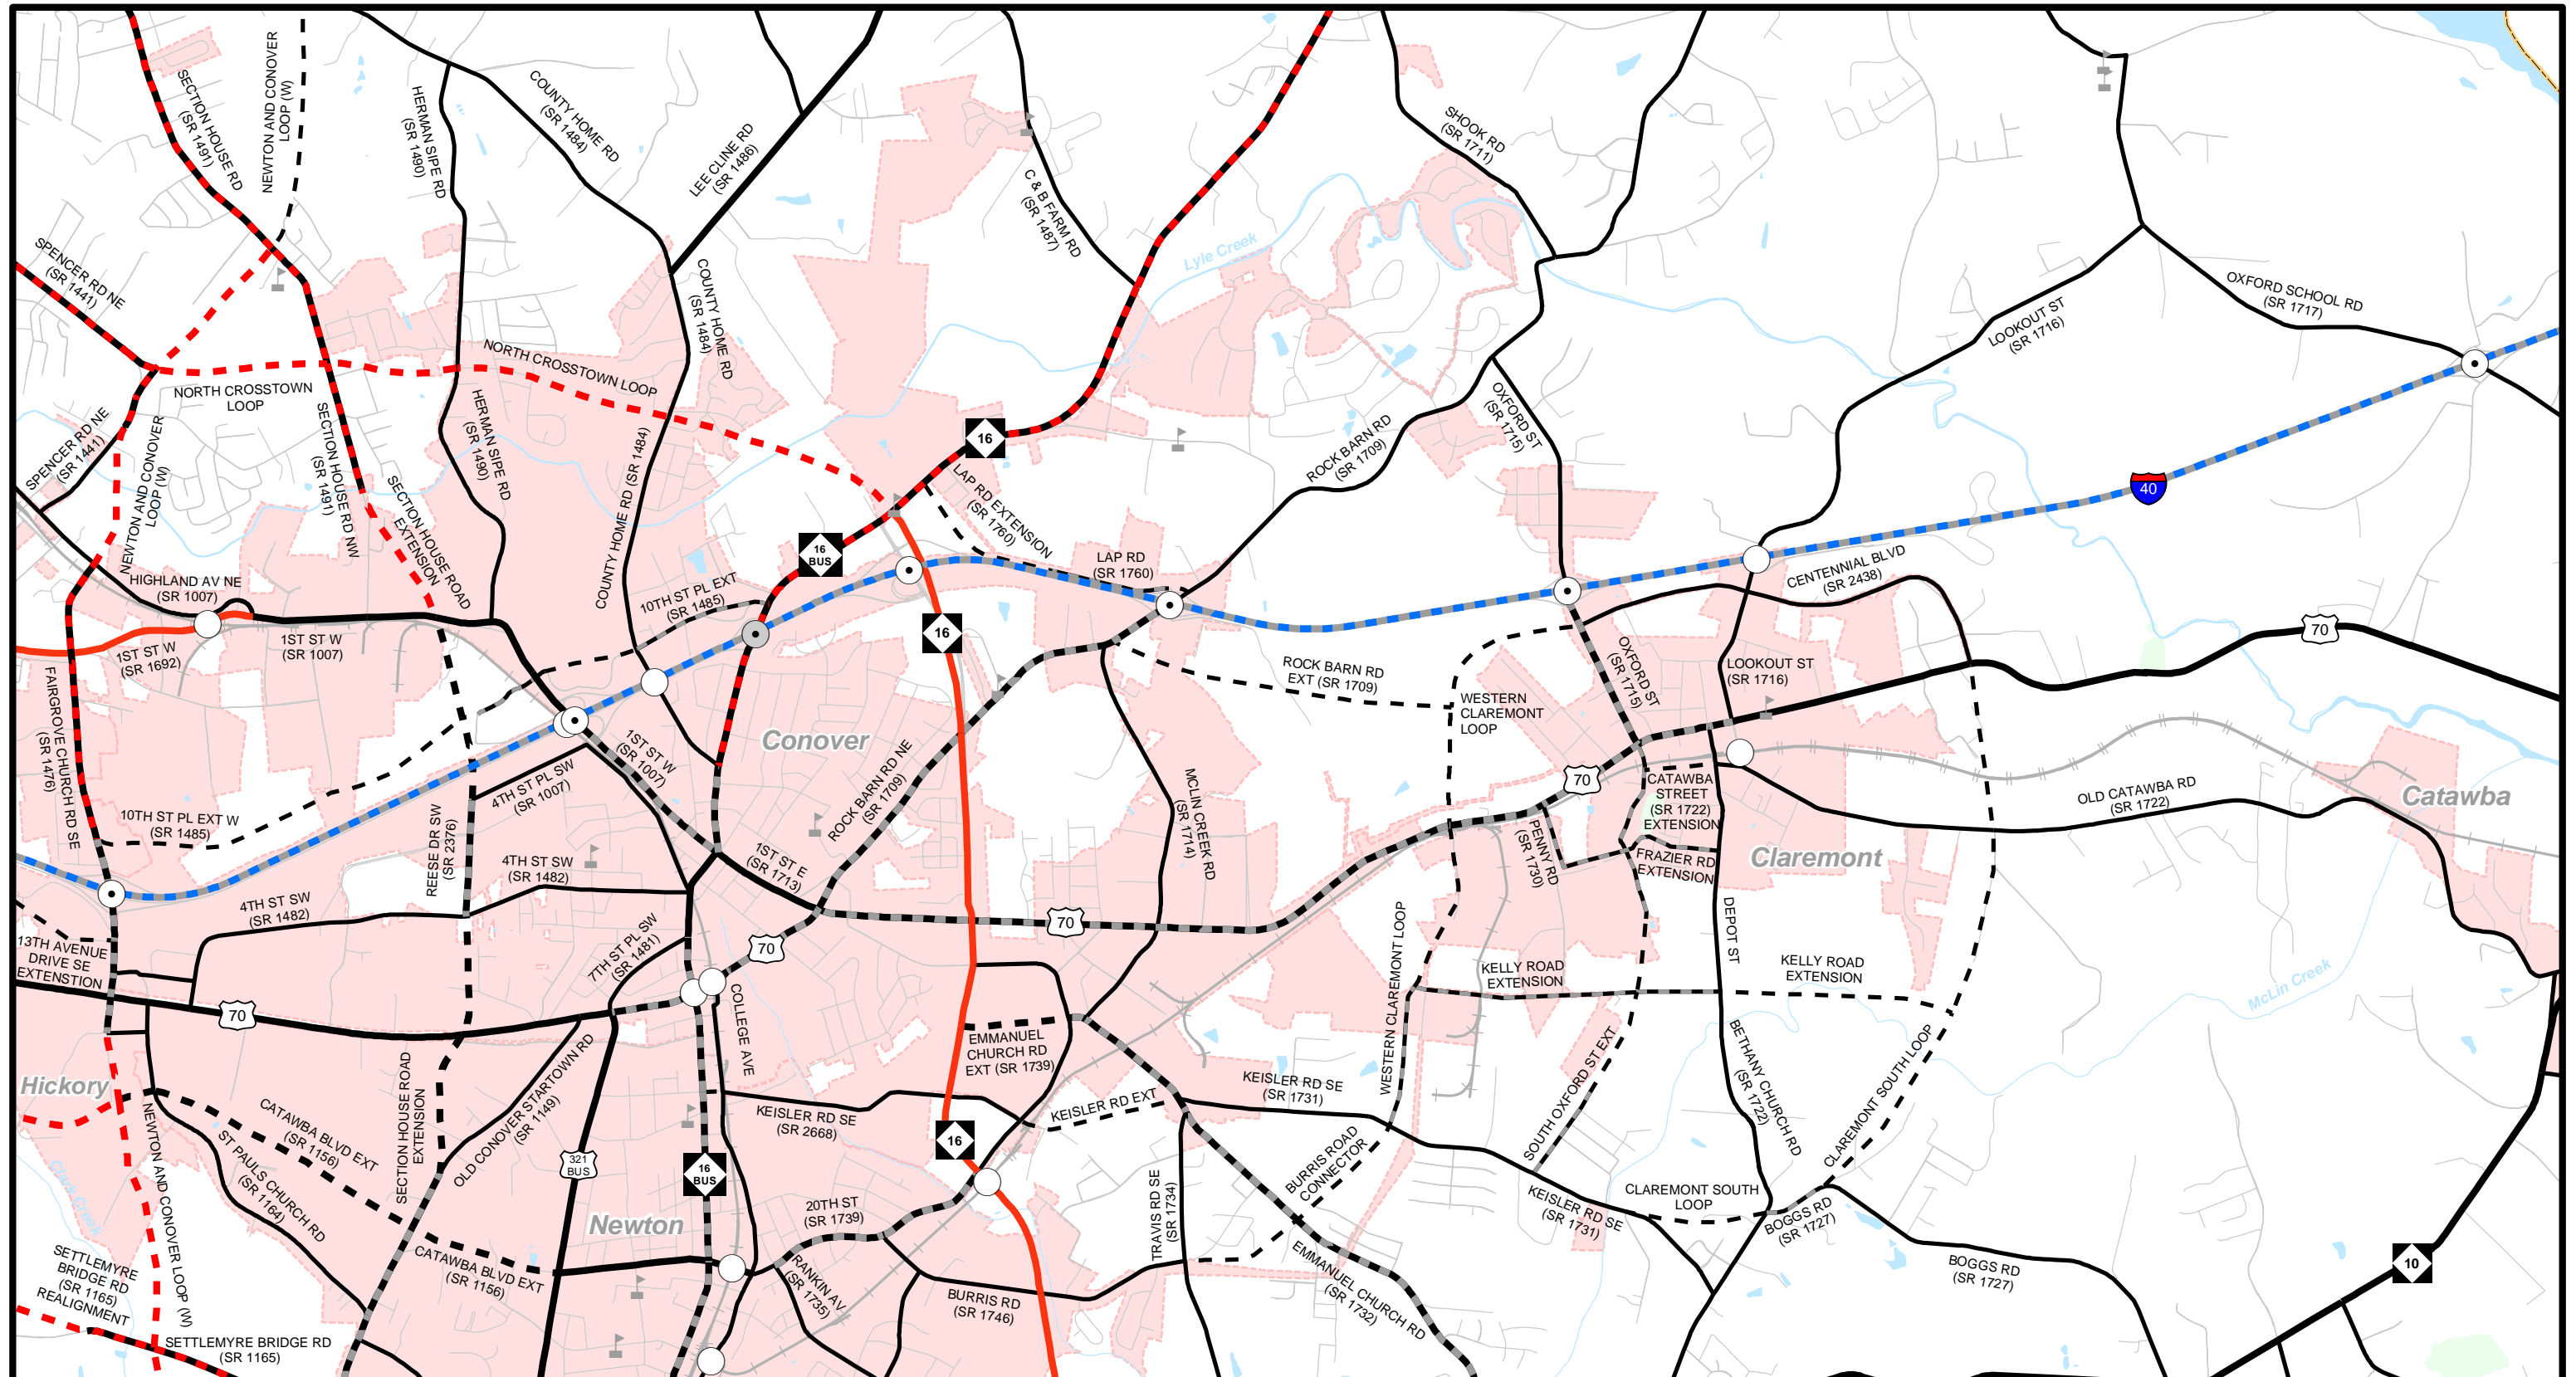 SECTION HOUSE RD
(SR 1491)
NEWTON AND CONOVER
LOOP (W)
HERMAN SIPE RD
(SR 1490)
COUNTY HOME RD
(SR 1484)
LEE CLINE RD
(SR 1486)
C & B FARM RD
(SR 1487)
SHOOK RD
(SR 1711)
Lyle Creek
SPENCER RD NE
(SR 1441)
COUNTY HOME RD
(SR 1484)
OXFORD SCHOOL RD
(SR 1717)
LOOKOUT ST
(SR 1716)
NORTH CROSSTOWN
LOOP
NORTH CROSSTOWN LOOP
SPENCER RD NE
(SR 1441)
NEWTON AND CONOVER
LOOP (W)
SECTION HOUSE RD NW
(SR 1491)
SECTION HOUSE ROAD
EXTENSION
HERMAN SIPE RD
(SR 1490)
COUNTY HOME RD (SR 1484)
16
LAP RD EXTENSION
(SR 1760)
ROCK BARN RD
(SR 1709)
OXFORD ST
(SR 1715)
40
16
BUS
LAP RD
(SR 1760)
CENTENNIAL BLVD
(SR 2438)
HIGHLAND AV NE
(SR 1007)
10TH ST PL EXT
(SR 1485)
1ST ST W
(SR 1692)
1ST ST W
(SR 1007)
16
70
FAIRGROVE CHURCH RD SE
(SR 1476)
ROCK BARN RD
EXT (SR 1709)
WESTERN
CLAREMONT
LOOP
OXFORD ST
(SR 1715)
LOOKOUT ST
(SR 1716)
Conover
1ST ST W
(SR 1007)
4TH ST PL SW
(SR 1007)
ROCK BARN RD NE
(SR 1709)
MCLIN CREEK RD
(SR 1714)
70
CATAWBA
STREET
(SR 1722)
EXTENSION
OLD CATAWBA RD
(SR 1722)
Catawba
10TH ST PL EXT W
(SR 1485)
REESE DR SW
(SR 2376)
4TH ST SW
(SR 1482)
1ST ST E
(SR 1713)
PENNY RD
(SR 1730)
FRAZIER RD
EXTENSION
Claremont
4TH ST SW
(SR 1482)
70
70
13TH AVENUE
DRIVE SE
EXTENSTION
7TH ST PL SW
(SR 1481)
WESTERN CLAREMONT LOOP
DEPOT ST
KELLY ROAD
EXTENSION
KELLY ROAD
EXTENSION
McLin Creek
70
COLLEGE AVE
EMMANUEL
CHURCH RD
EXT (SR 1739)
Hickory
CATAWBA BLVD EXT
(SR 1156)
SECTION HOUSE ROAD
EXTENSION
OLD CONOVER STARTOWN RD
(SR 1149)
KEISLER RD SE
(SR 2668)
KEISLER RD EXT
KEISLER RD SE
(SR 1731)
SOUTH OXFORD ST EXT
BETHANY CHURCH RD
(SR 1722)
CLAREMONT SOUTH LOOP
ST PAULS CHURCH RD
(SR 1164)
NEWTON AND CONOVER LOOP (W)
Clark Creek
321
BUS
16
BUS
16
BURRIS ROAD
CONNECTOR
TRAVIS RD SE
(SR 1734)
KEISLER RD SE
(SR 1731)
CLAREMONT SOUTH
LOOP
BOGGS RD
(SR 1727)
BOGGS RD
(SR 1727)
10
Newton
20TH ST
(SR 1739)
SETTLEMYRE
BRIDGE RD
(SR 1165)
REALIGNMENT
CATAWBA BLVD EXT
(SR 1156)
RANKIN AV
(SR 1735)
BURRIS RD
(SR 1746)
EMMANUEL CHURCH RD
(SR 1732)
SETTLEMYRE BRIDGE RD
(SR 1165)